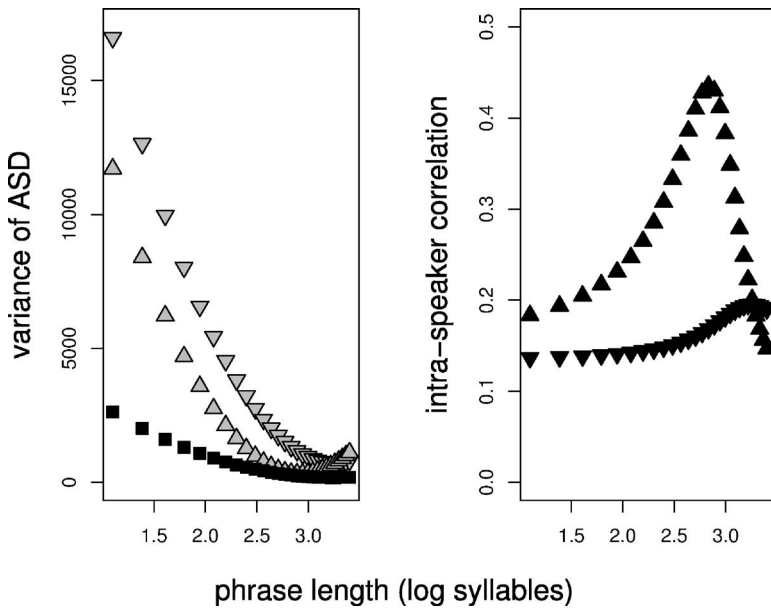 variance of ASD
15000
10000
5000
0
1.5 2.0 2.5 3.0
intra-speaker correlation
0.5
0.4
0.3
0.2
0.1
0.0
1.5 2.0 2.5 3.0
phrase length (log syllables)